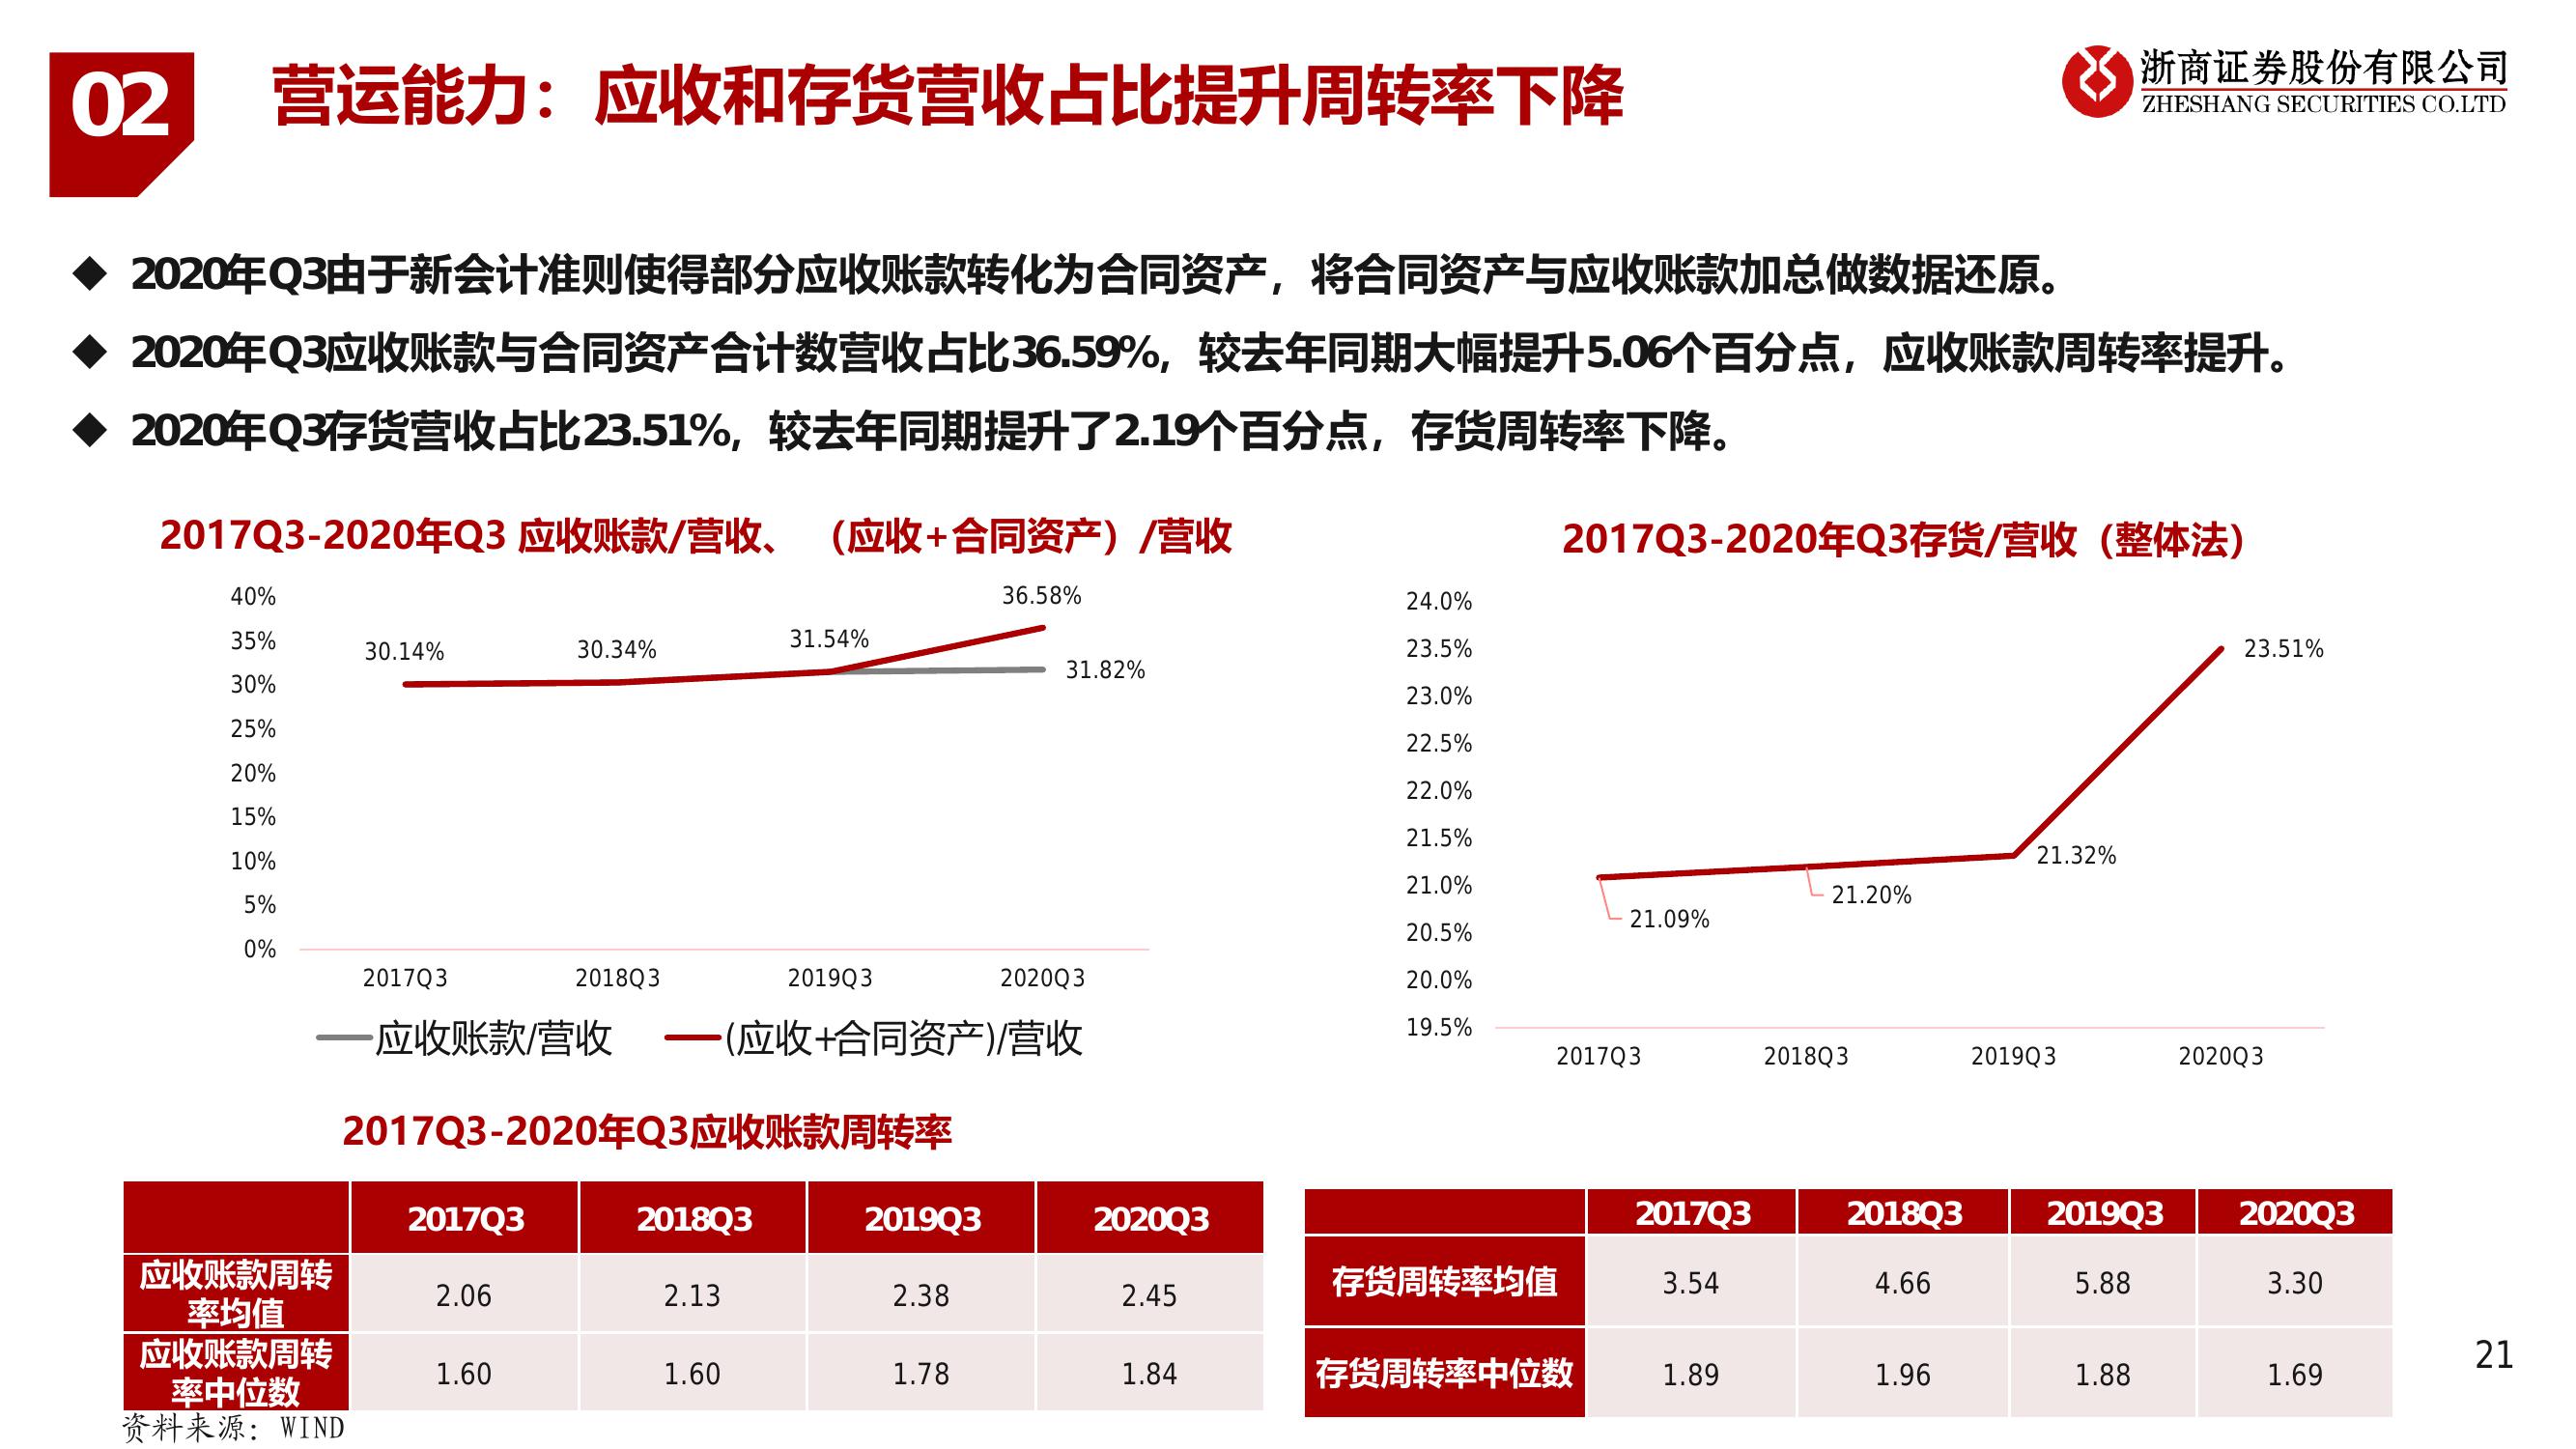 02
营运能力：应收和存货营收占比提升周转率下降
浙商证券股份有限公司
ZHESHANG SECURITIES CO.LTD
◆ 2020年Q3由于新会计准则使得部分应收账款转化为合同资产，将合同资产与应收账款加总做数据还原。
◆ 2020年Q3应收账款与合同资产合计数营收占比36.59%，较去年同期大幅提升5.06个百分点，应收账款周转率提升。
◆ 2020年Q3存货营收占比23.51%，较去年同期提升了2.19个百分点，存货周转率下降。
2017Q3-2020年Q3 应收账款/营收、（应收+合同资产）/营收
40%
35%
30%
25%
20%
15%
10%
5%
0%
30.14%
30.34%
31.54%
36.58%
31.82%
2017Q3 2018Q3 2019Q3 2020Q3
应收账款/营收 (应收+合同资产)/营收
2017Q3-2020年Q3存货/营收（整体法）
24.0%
23.5%
23.0%
22.5%
22.0%
21.5%
21.0%
20.5%
20.0%
19.5%
21.09%
21.20%
21.32%
23.51%
2017Q3 2018Q3 2019Q3 2020Q3
2017Q3-2020年Q3应收账款周转率
2017Q3 2018Q3 2019Q3 2020Q3
应收账款周转
率均值 2.06 2.13 2.38 2.45
应收账款周转
率中位数 1.60 1.60 1.78 1.84
2017Q3 2018Q3 2019Q3 2020Q3
存货周转率均值 3.54 4.66 5.88 3.30
存货周转率中位数 1.89 1.96 1.88 1.69
资料来源：WIND
21